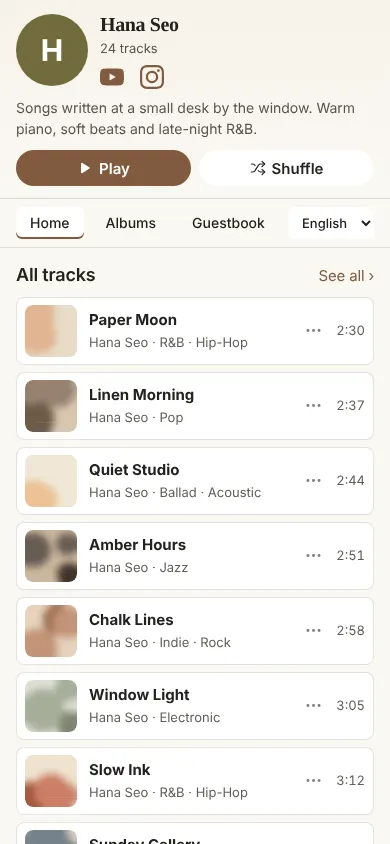 H
Hana Seo
24 tracks
Songs written at a small desk by the window. Warm
piano, soft beats and late-night R&B.
Play
Shuffle
Home
Albums
Guestbook
English
All tracks
See all ›
Paper Moon
Hana Seo · R&B · Hip-Hop
2:30
Linen Morning
Hana Seo · Pop
2:37
Quiet Studio
Hana Seo · Ballad · Acoustic
2:44
Amber Hours
Hana Seo · Jazz
2:51
Chalk Lines
Hana Seo · Indie · Rock
2:58
Window Light
Hana Seo · Electronic
3:05
Slow Ink
Hana Seo · R&B · Hip-Hop
3:12